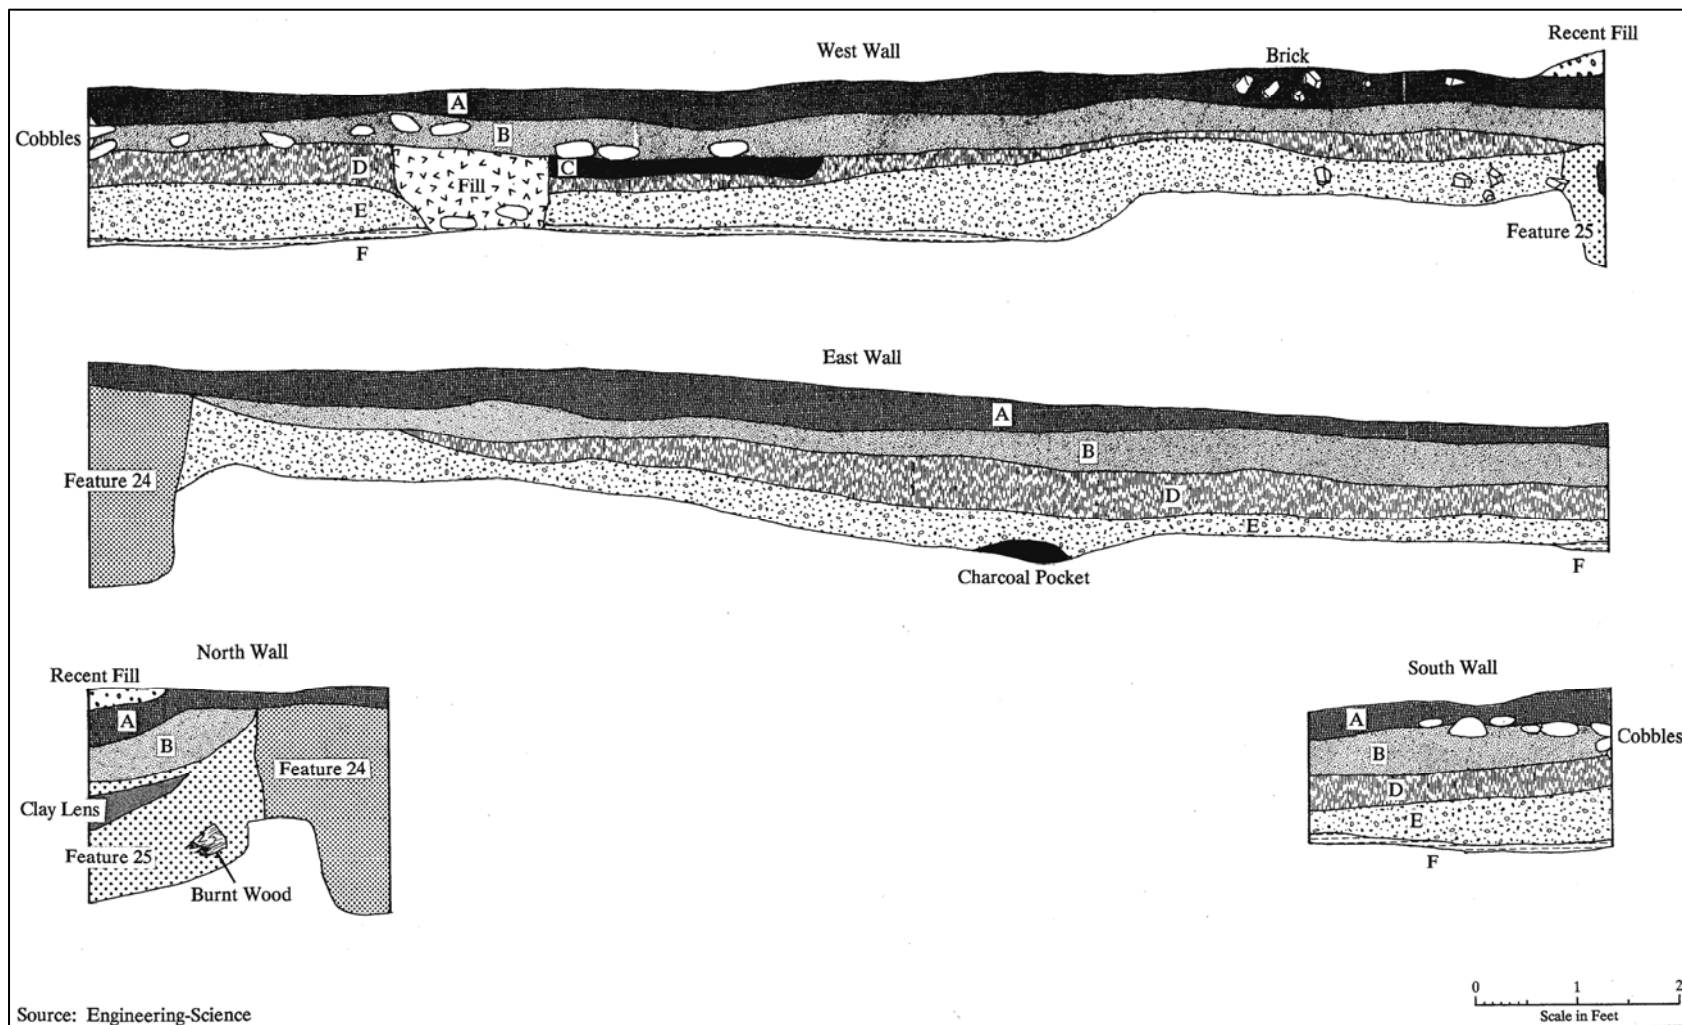 West Wall
Recent Fill
Brick
Cobbles
A
B
C
D
Fill
E
F
Feature 25
East Wall
A
B
Feature 24
D
E
F
Charcoal Pocket
North Wall
Recent Fill
A
B
Feature 24
Clay Lens
Feature 25
Burnt Wood
South Wall
A
Cobbles
B
D
E
F
0 1 2
Scale in Feet
Source: Engineering-Science